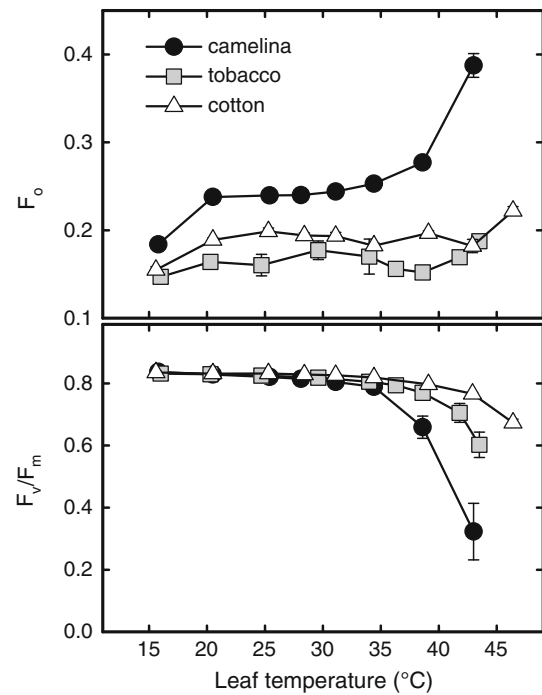 0.4
0.3
0.2
0.1
Fₒ
camelina
tobacco
cotton
0.8
0.6
0.4
0.2
0.0
Fᵥ/Fₘ
15 20 25 30 35 40 45
Leaf temperature (°C)